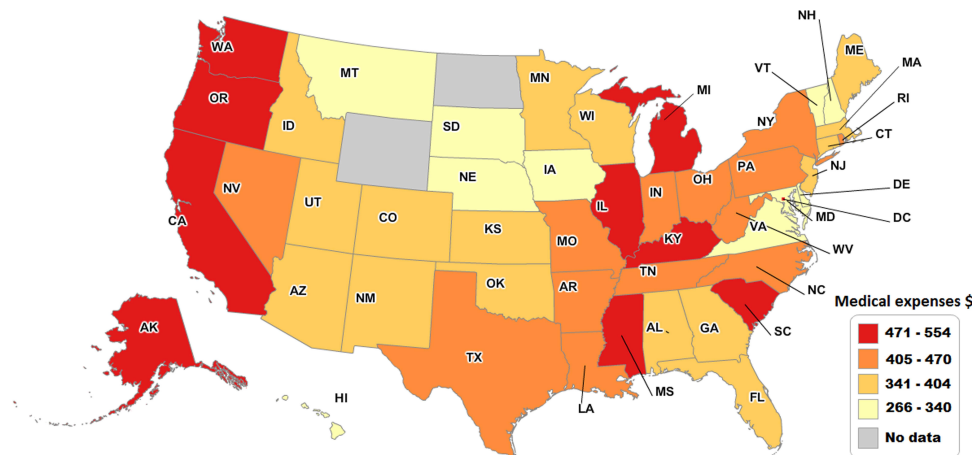 NH
WA
ME
MT
MN
VT
MA
OR
MI
RI
ID
SD
WI
NY
CT
NE
IA
PA
NJ
NV
OH
DE
UT
IL
IN
MD
CO
VA
DC
CA
KS
MO
KY
WV
TN
AZ
NM
OK
AR
NC
AK
AL
GA
SC
TX
MS
HI
LA
FL
Medical expenses $
471 - 554
405 - 470
341 - 404
266 - 340
No data